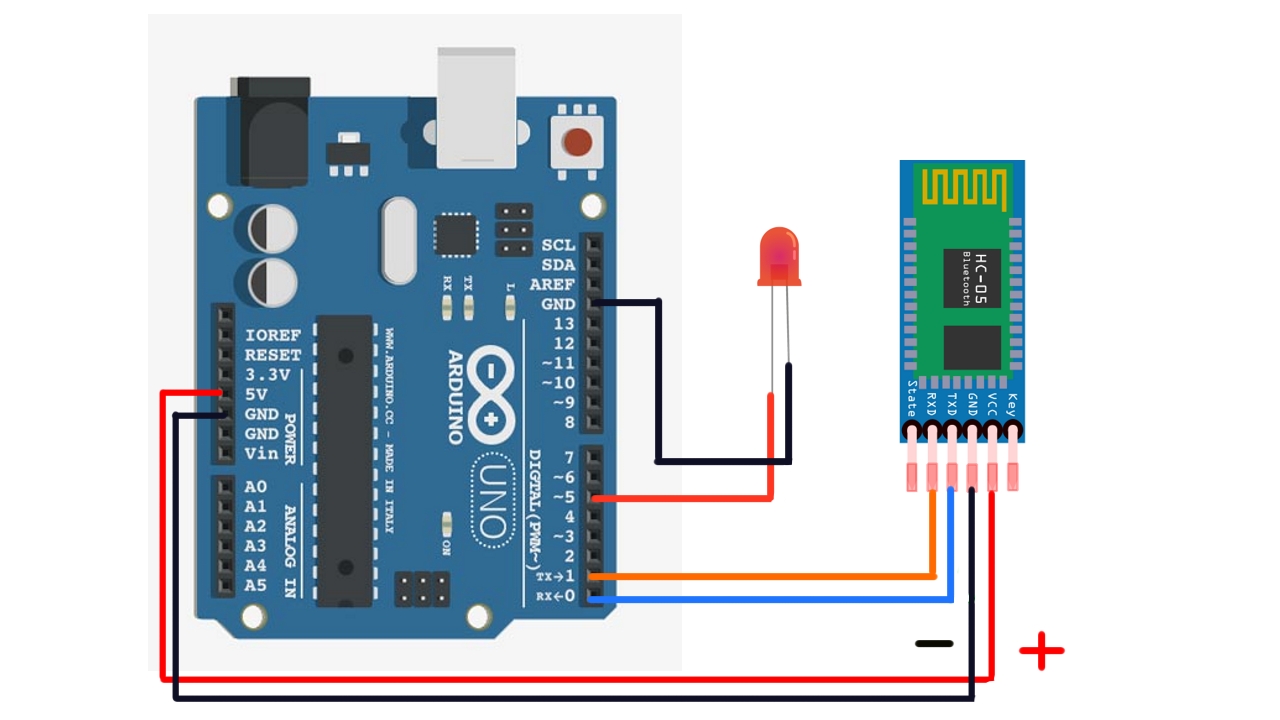 SCL
SDA
AREF
GND
13
12
~11
~10
~9
8
7
~6
~5
4
~3
2
TX→1
RX←0
DIGTAL(PWM~)
RX
TX
L
IOREF
RESET
3.3V
5V
GND
GND
Vin
POWER
A0
A1
A2
A3
A4
A5
ANALOG IN
WWW.ARDUINO.CC - MADE IN ITALY
ARDUINO
UNO
ON
HC-05
Bluetooth
State
RXD
TXD
GND
VCC
Key
−
+